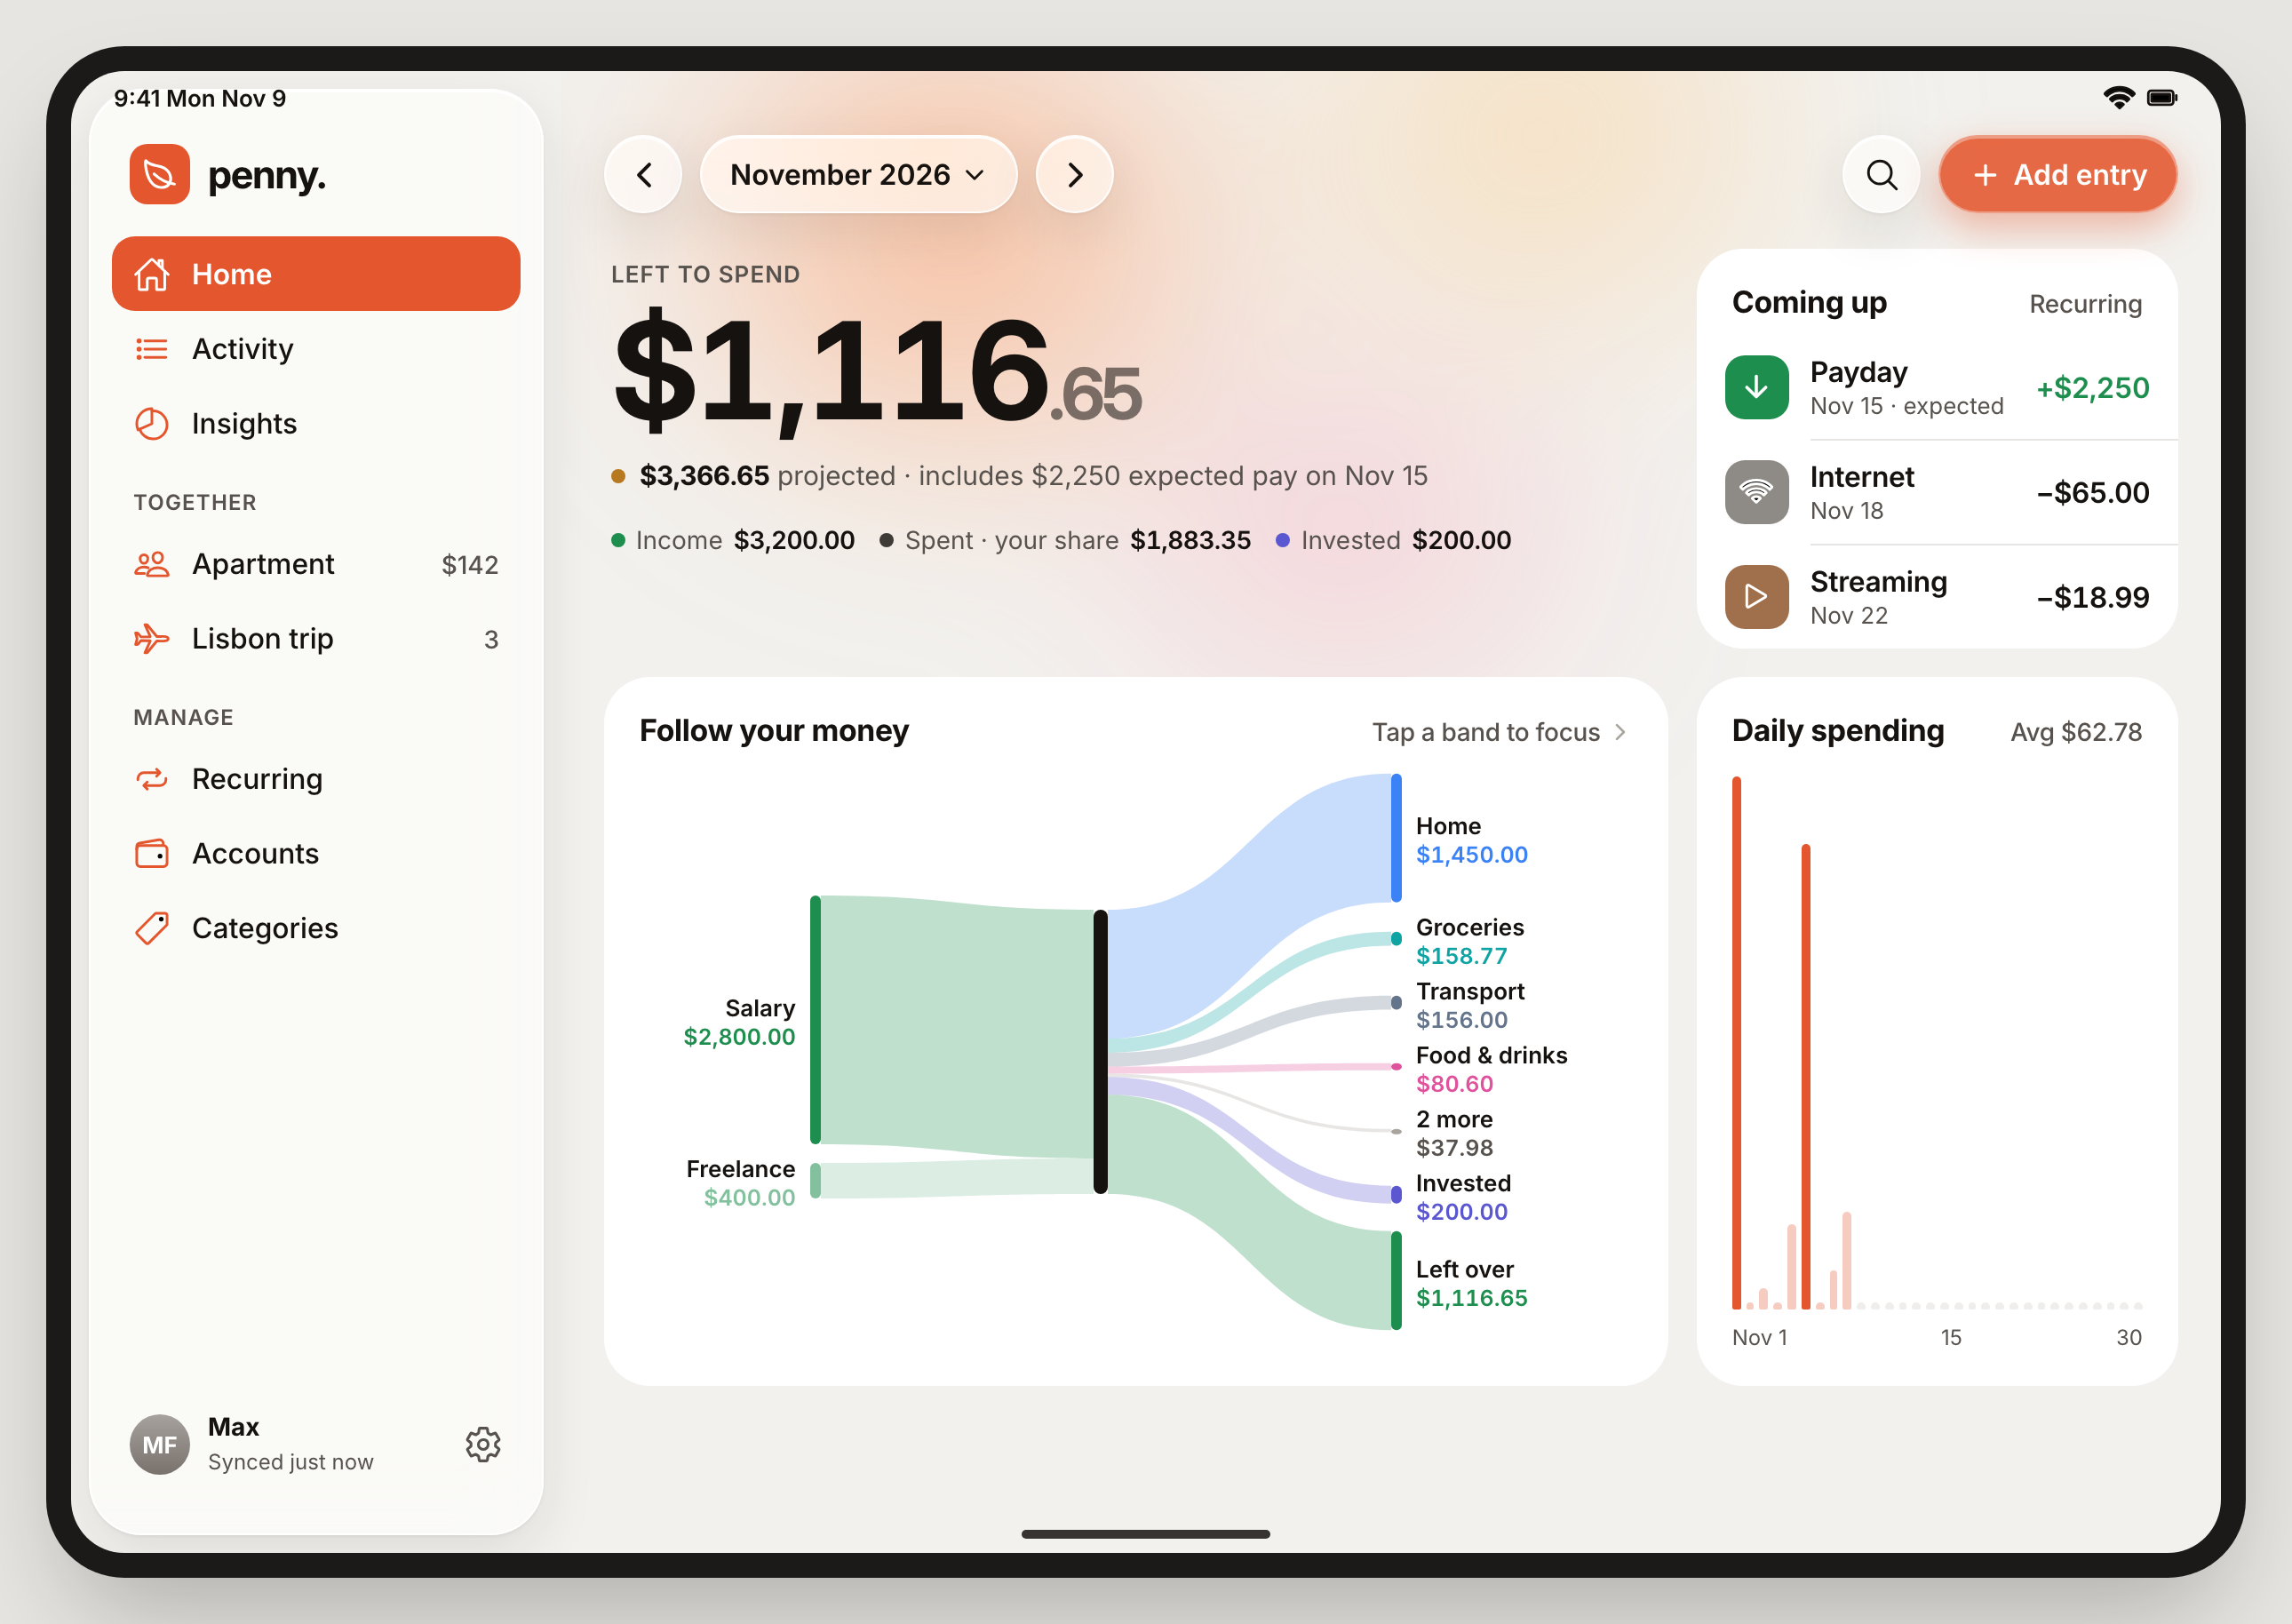 9:41 Mon Nov 9
penny.
Home
Activity
Insights
TOGETHER
Apartment $142
Lisbon trip 3
MANAGE
Recurring
Accounts
Categories
MF
Max
Synced just now
November 2026
Add entry
LEFT TO SPEND
$1,116.65
$3,366.65 projected · includes $2,250 expected pay on Nov 15
Income $3,200.00 Spent · your share $1,883.35 Invested $200.00
Coming up Recurring
Payday
Nov 15 · expected
+$2,250
Internet
Nov 18
−$65.00
Streaming
Nov 22
−$18.99
Follow your money Tap a band to focus
Salary
$2,800.00
Freelance
$400.00
Home
$1,450.00
Groceries
$158.77
Transport
$156.00
Food & drinks
$80.60
2 more
$37.98
Invested
$200.00
Left over
$1,116.65
Daily spending Avg $62.78
Nov 1 15 30